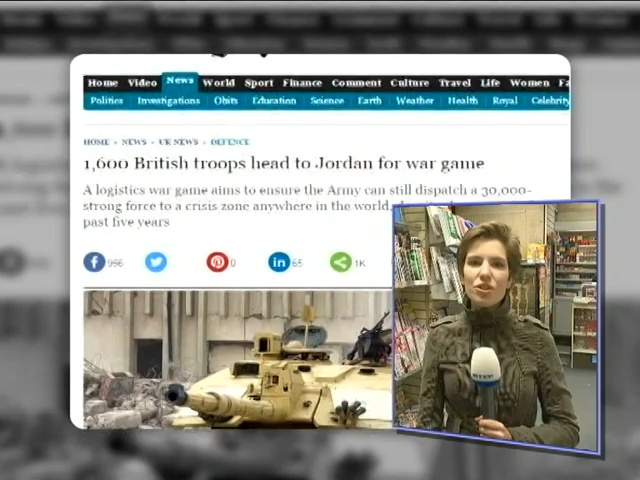 Home Video News World Sport Finance Comment Culture Travel Life Women Fa
Politics Investigations Obits Education Science Earth Weather Health Royal Celebrity
HOME » NEWS » UK NEWS » DEFENCE
1,600 British troops head to Jordan for war game
A logistics war game aims to ensure the Army can still dispatch a 30,000-
strong force to a crisis zone anywhere in the world,
past five years
996 0 in 65 1K